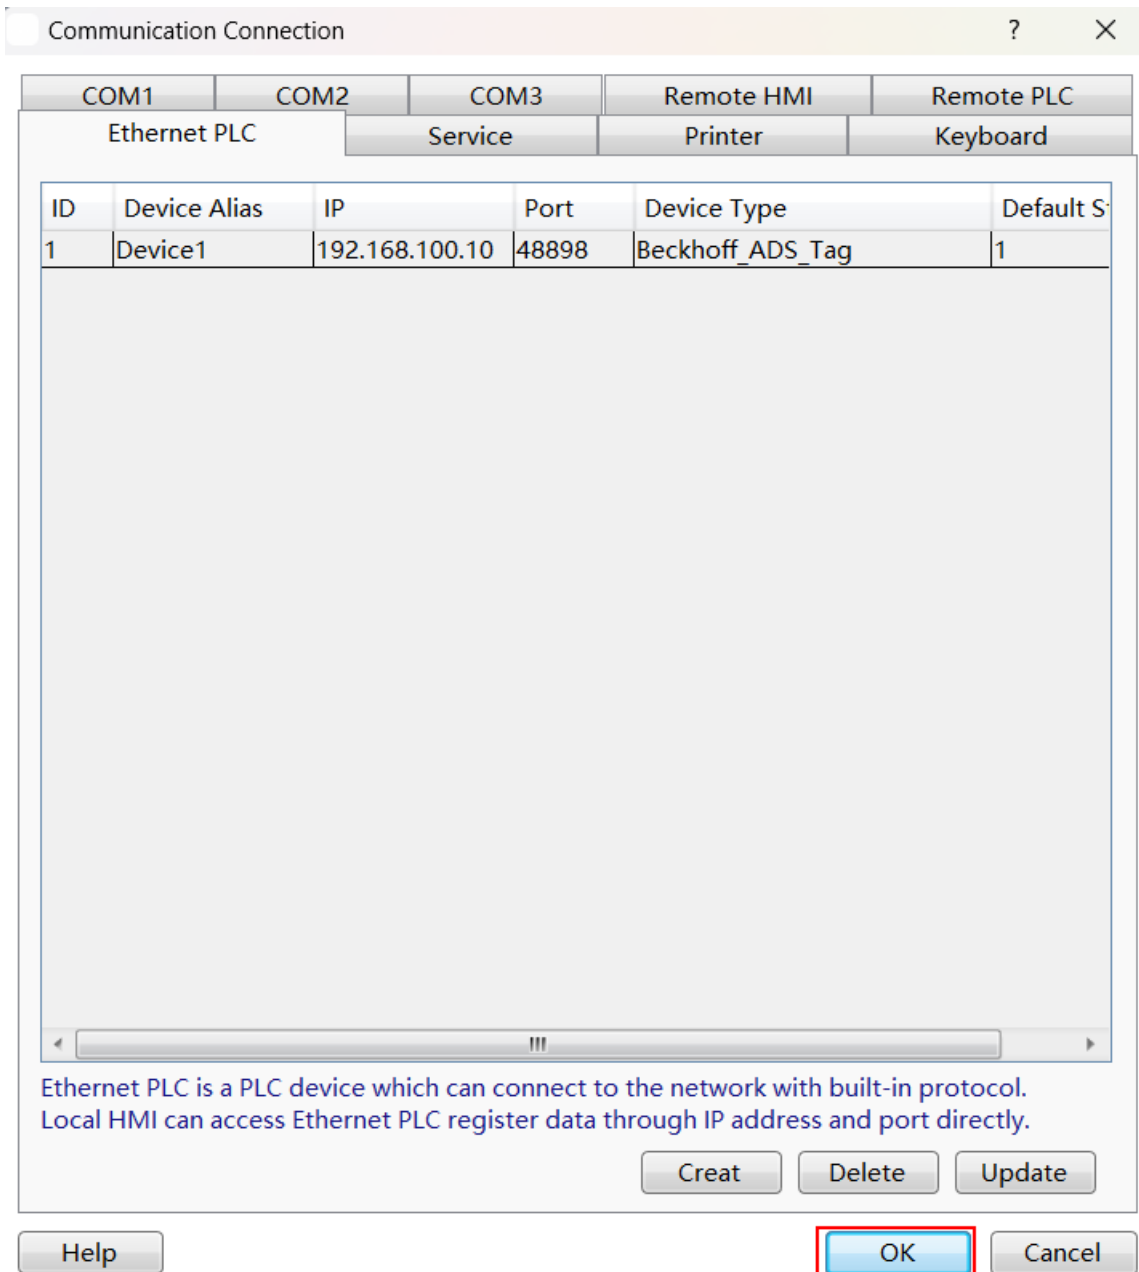 Communication Connection ?
COM1 COM2 COM3 Remote HMI Remote PLC
Ethernet PLC Service Printer Keyboard
ID Device Alias IP Port Device Type Default S
1 Device1 192.168.100.10 48898 Beckhoff_ADS_Tag 1
Ethernet PLC is a PLC device which can connect to the network with built-in protocol.
Local HMI can access Ethernet PLC register data through IP address and port directly.
Creat Delete Update
Help OK Cancel